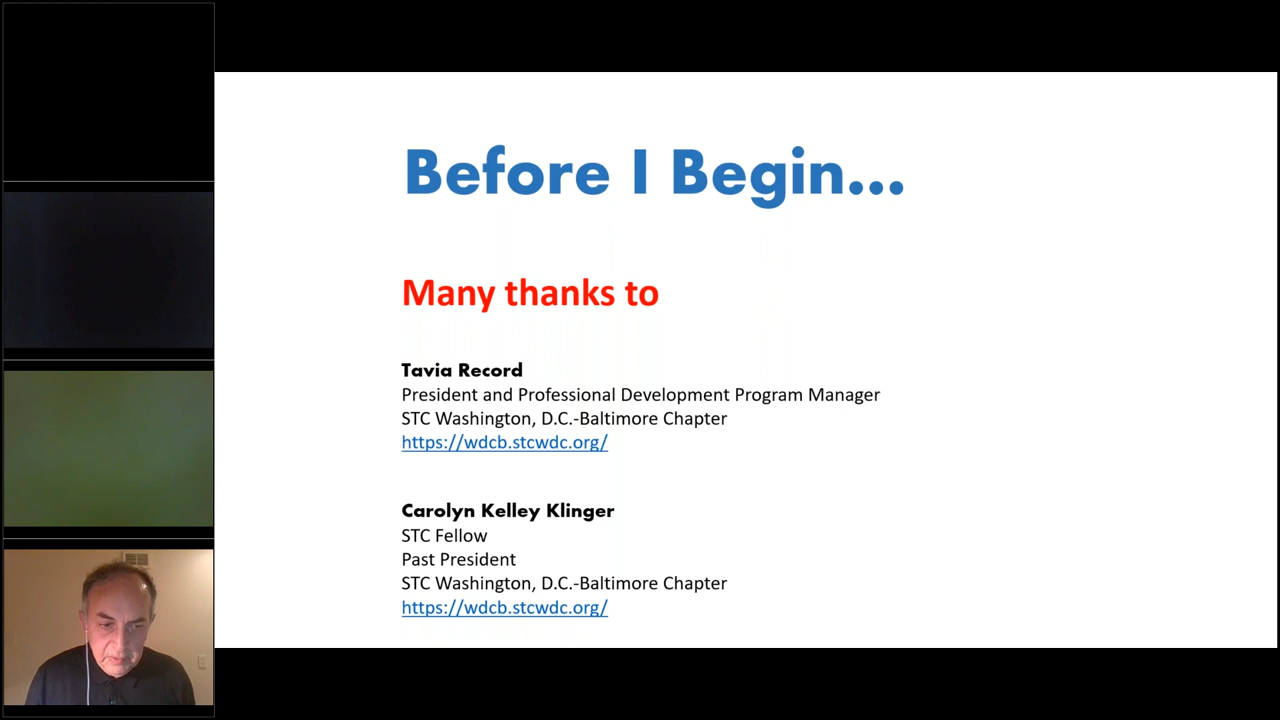 Before I Begin...
Many thanks to
Tavia Record
President and Professional Development Program Manager
STC Washington, D.C.-Baltimore Chapter
https://wdcb.stcwdc.org/
Carolyn Kelley Klinger
STC Fellow
Past President
STC Washington, D.C.-Baltimore Chapter
https://wdcb.stcwdc.org/